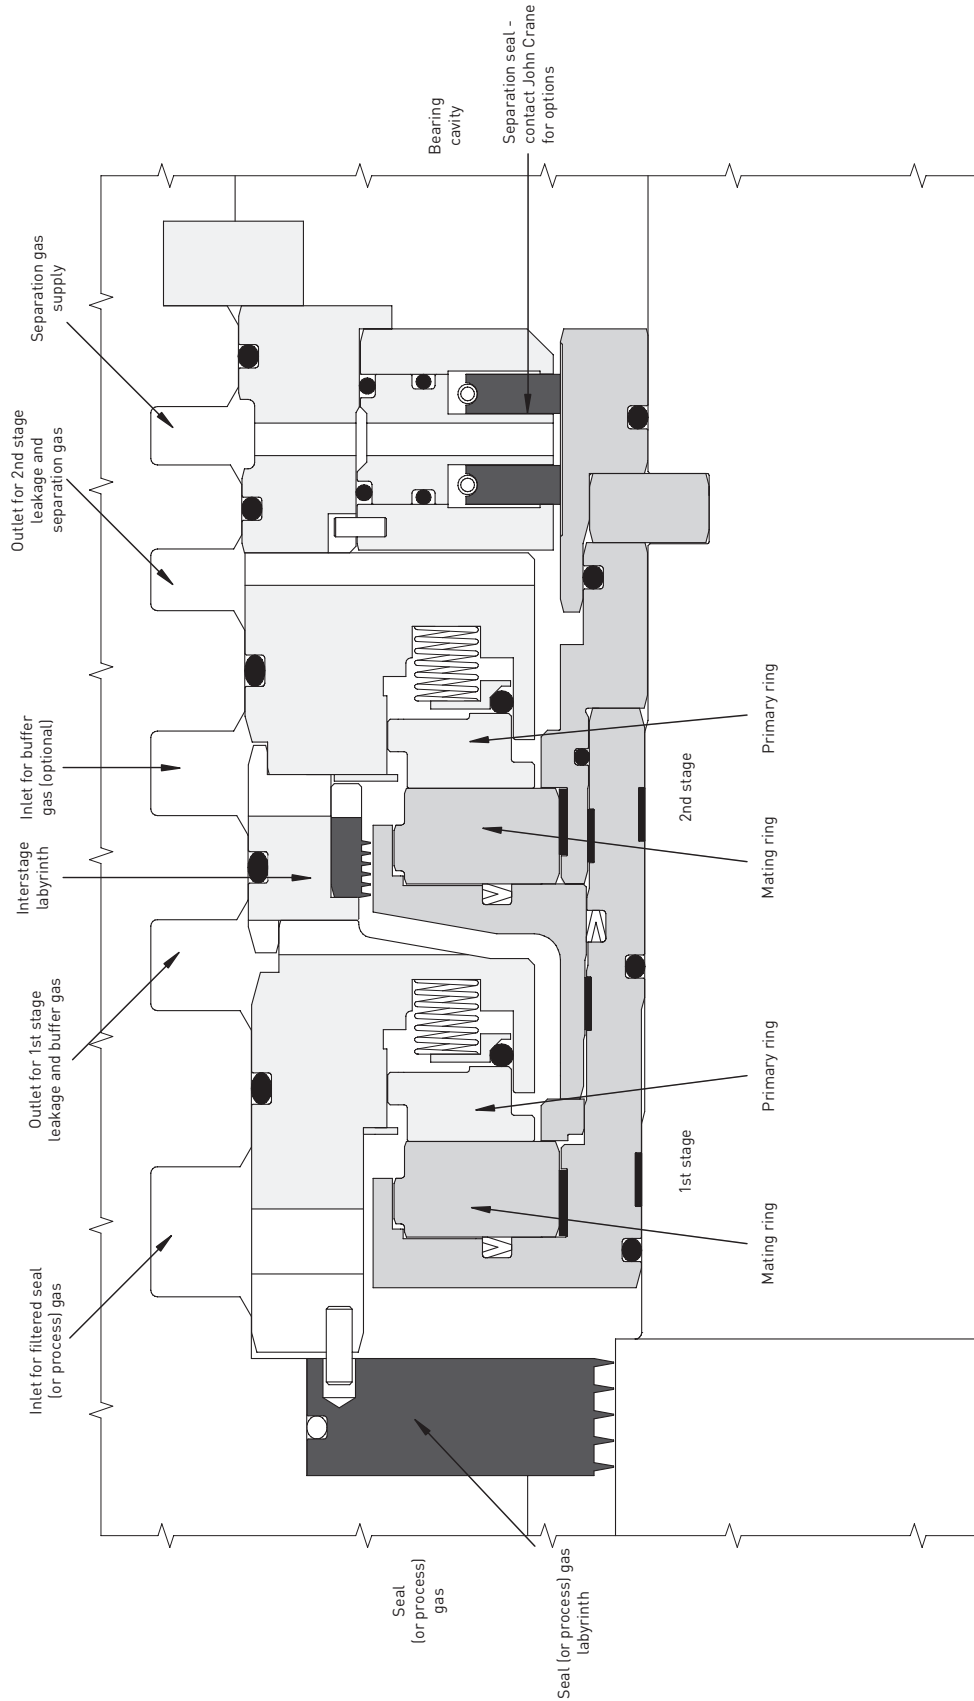 Inlet for filtered seal
(or process) gas
Outlet for 1st stage
leakage and buffer gas
Interstage
labyrinth
Inlet for buffer
gas (optional)
Outlet for 2nd stage
leakage and
separation gas
Separation gas
supply
Seal
(or process)
gas
Bearing
cavity
Seal (or process) gas
labyrinth
Separation seal -
contact John Crane
for options
1st stage
2nd stage
Mating ring
Primary ring
Mating ring
Primary ring